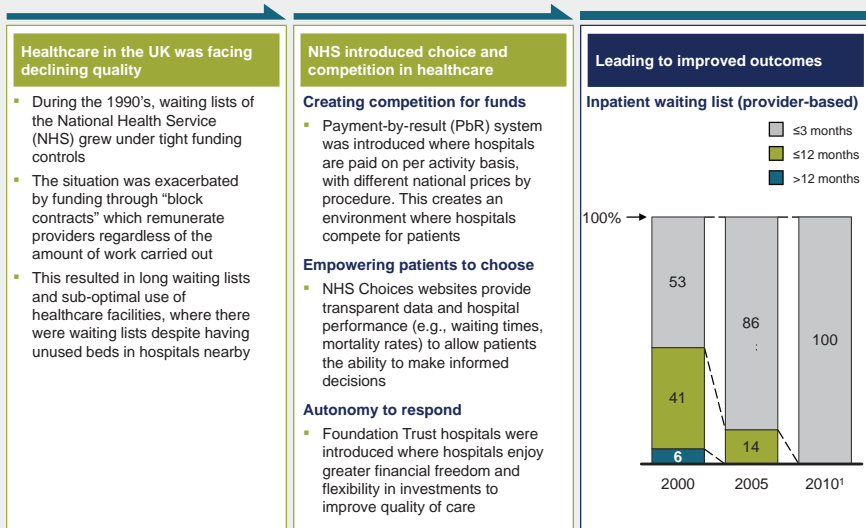 Healthcare in the UK was facing
declining quality
▪ During the 1990’s, waiting lists of
the National Health Service
(NHS) grew under tight funding
controls
▪ The situation was exacerbated
by funding through “block
contracts” which remunerate
providers regardless of the
amount of work carried out
▪ This resulted in long waiting lists
and sub-optimal use of
healthcare facilities, where there
were waiting lists despite having
unused beds in hospitals nearby
NHS introduced choice and
competition in healthcare
Creating competition for funds
▪ Payment-by-result (PbR) system
was introduced where hospitals
are paid on per activity basis,
with different national prices by
procedure. This creates an
environment where hospitals
compete for patients
Empowering patients to choose
▪ NHS Choices websites provide
transparent data and hospital
performance (e.g., waiting times,
mortality rates) to allow patients
the ability to make informed
decisions
Autonomy to respond
▪ Foundation Trust hospitals were
introduced where hospitals enjoy
greater financial freedom and
flexibility in investments to
improve quality of care
Leading to improved outcomes
Inpatient waiting list (provider-based)
≤3 months
≤12 months
>12 months
100%
53
86
:
100
41
14
6
2000 2005 2010¹